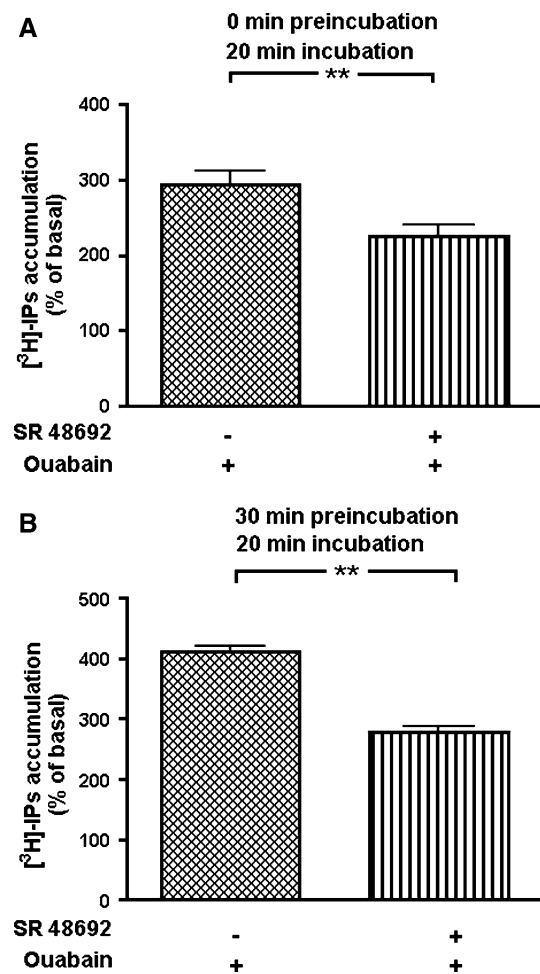 A
0 min preincubation
20 min incubation
**
400
300
200
100
0
[³H]-IPs accumulation
(% of basal)
SR 48692 - +
Ouabain + +
B
30 min preincubation
20 min incubation
**
500
400
300
200
100
0
[³H]-IPs accumulation
(% of basal)
SR 48692 - +
Ouabain + +